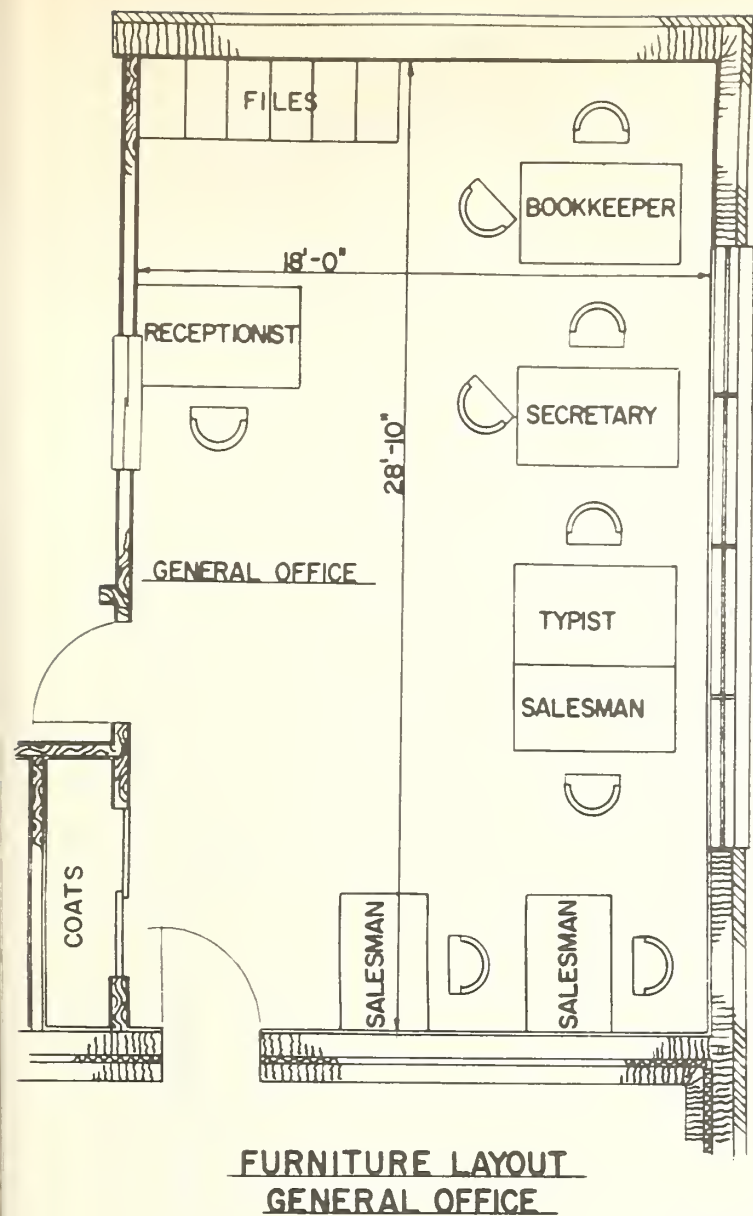 FILES
BOOKKEEPER
18'-0"
RECEPTIONIST
SECRETARY
28'-10"
GENERAL OFFICE
TYPIST
SALESMAN
COATS
SALESMAN
SALESMAN
FURNITURE LAYOUT
GENERAL OFFICE